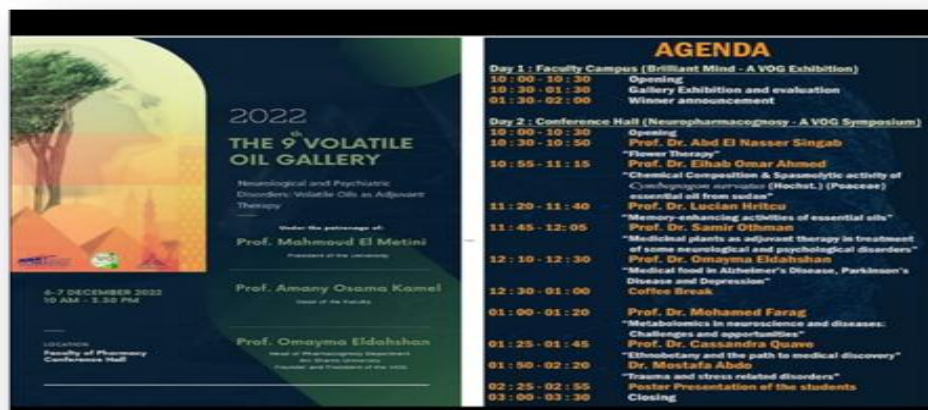 2022
THE 9th VOLATILE
OIL GALLERY
Neurological and Psychiatric
Disorders: Volatile Oils as Adjuvant
Therapy
Under the patronage of:
Prof. Mahmoud El Metini
President of the University
Prof. Amany Osama Kamel
Dean of the Faculty
Prof. Omayma Eldahshan
Head of Pharmacognosy Department
Ain Shams University
Founder and President of the VOG
6-7 DECEMBER 2022
10 AM - 3.30 PM
LOCATION
Faculty of Pharmacy
Conference Hall
AGENDA
Day 1 : Faculty Campus (Brilliant Mind - A VOG Exhibition)
10 : 00 - 10 : 30 Opening
10 : 30 - 01 : 30 Gallery Exhibition and evaluation
01 : 30 - 02 : 00 Winner announcement
Day 2 : Conference Hall (Neuropharmacognosy - A VOG Symposium)
10 : 00 - 10 : 30 Opening
10 : 30 - 10 : 50 Prof. Dr. Abd El Nasser Singab
"Flower Therapy"
10 : 55 - 11 : 15 Prof. Dr. Eihab Omar Ahmed
"Chemical Composition & Spasmolytic activity of
Cymbopogon nervatus (Hochst.) (Poaceae)
essential oil from sudan"
11 : 20 - 11 : 40 Prof. Dr. Lucian Hritcu
"Memory-enhancing activities of essential oils"
11 : 45 - 12 : 05 Prof. Dr. Samir Othman
"Medicinal plants as adjuvant therapy in treatment
of some neurological and psychological disorders"
12 : 10 - 12 : 30 Prof. Dr. Omayma Eldahshan
"Medical food in Alzheimer's Disease, Parkinson's
Disease and Depression"
12 : 30 - 01 : 00 Coffee Break
01 : 00 - 01 : 20 Prof. Dr. Mohamed Farag
"Metabolomics in neuroscience and diseases:
Challenges and opportunities"
01 : 25 - 01 : 45 Prof. Dr. Cassandra Quave
"Ethnobotany and the path to medical discovery"
01 : 50 - 02 : 20 Dr. Mostafa Abdo
"Trauma and stress related disorders"
02 : 25 - 02 : 55 Poster Presentation of the students
03 : 00 - 03 : 30 Closing